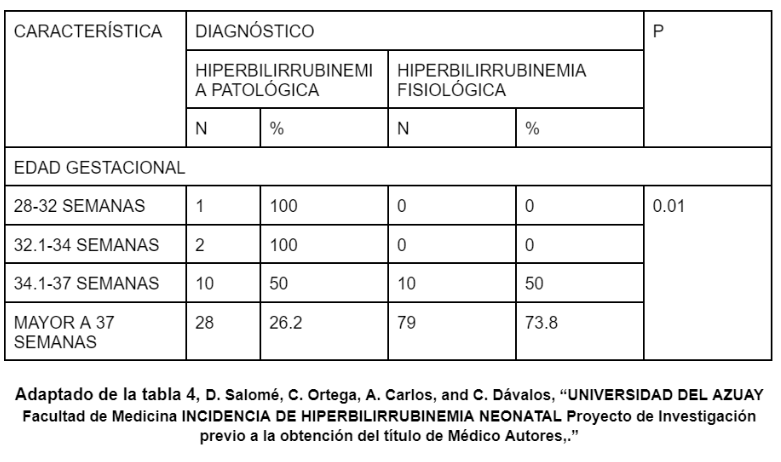 CARACTERÍSTICA DIAGNÓSTICO P
HIPERBILIRRUBINEMI HIPERBILIRRUBINEMIA
A PATOLÓGICA FISIOLÓGICA
N % N %
EDAD GESTACIONAL
28-32 SEMANAS 1 100 0 0 0.01
32.1-34 SEMANAS 2 100 0 0
34.1-37 SEMANAS 10 50 10 50
MAYOR A 37 28 26.2 79 73.8
SEMANAS
Adaptado de la tabla 4, D. Salomé, C. Ortega, A. Carlos, and C. Dávalos, “UNIVERSIDAD DEL AZUAY
Facultad de Medicina INCIDENCIA DE HIPERBILIRRUBINEMIA NEONATAL Proyecto de Investigación
previo a la obtención del título de Médico Autores,.”